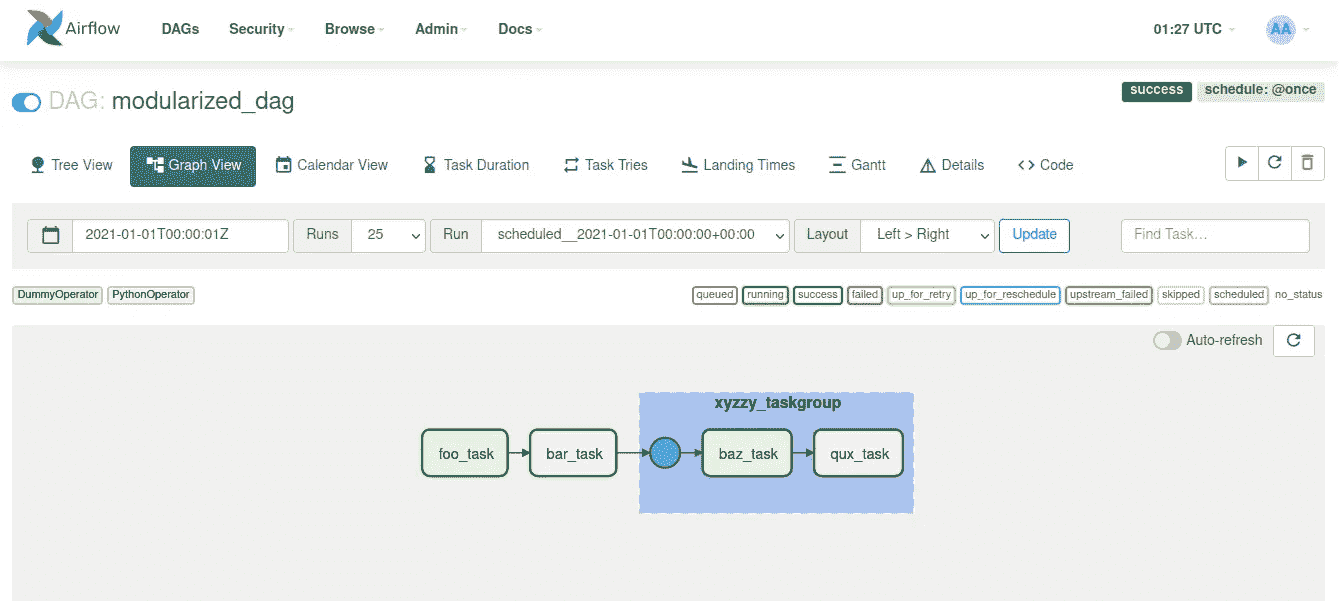 Airflow DAGs Security Browse Admin Docs 01:27 UTC AA
DAG: modularized_dag success schedule: @once
Tree View Graph View Calendar View Task Duration Task Tries Landing Times Gantt Details <> Code
2021-01-01T00:00:01Z Runs 25 Run scheduled__2021-01-01T00:00:00+00:00 Layout Left > Right Update Find Task...
DummyOperator PythonOperator queued running success failed up_for_retry up_for_reschedule upstream_failed skipped scheduled no_status
Auto-refresh
xyzzy_taskgroup
foo_task bar_task baz_task qux_task